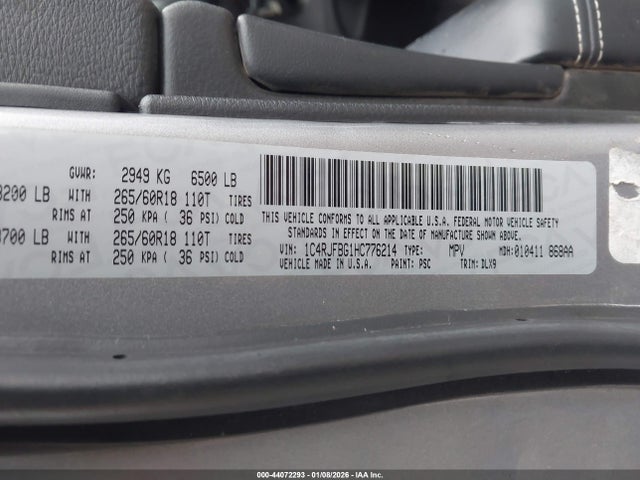 GVWR: 2949 KG 6500 LB
3200 LB WITH 265/60R18 110T TIRES
RIMS AT 250 KPA ( 36 PSI) COLD
3700 LB WITH 265/60R18 110T TIRES
RIMS AT 250 KPA ( 36 PSI) COLD
THIS VEHICLE CONFORMS TO ALL APPLICABLE U.S.A. FEDERAL MOTOR VEHICLE SAFETY
STANDARDS IN EFFECT ON THE DATE OF MANUFACTURE SHOWN ABOVE.
VIN: 1C4RJFBG1HC776214 TYPE: MPV MDH:010411 868AA
MADE IN U.S.A. PAINT: PSC TRIM: DLX9
000-44072293 - 01/08/2026 - IAA Inc.